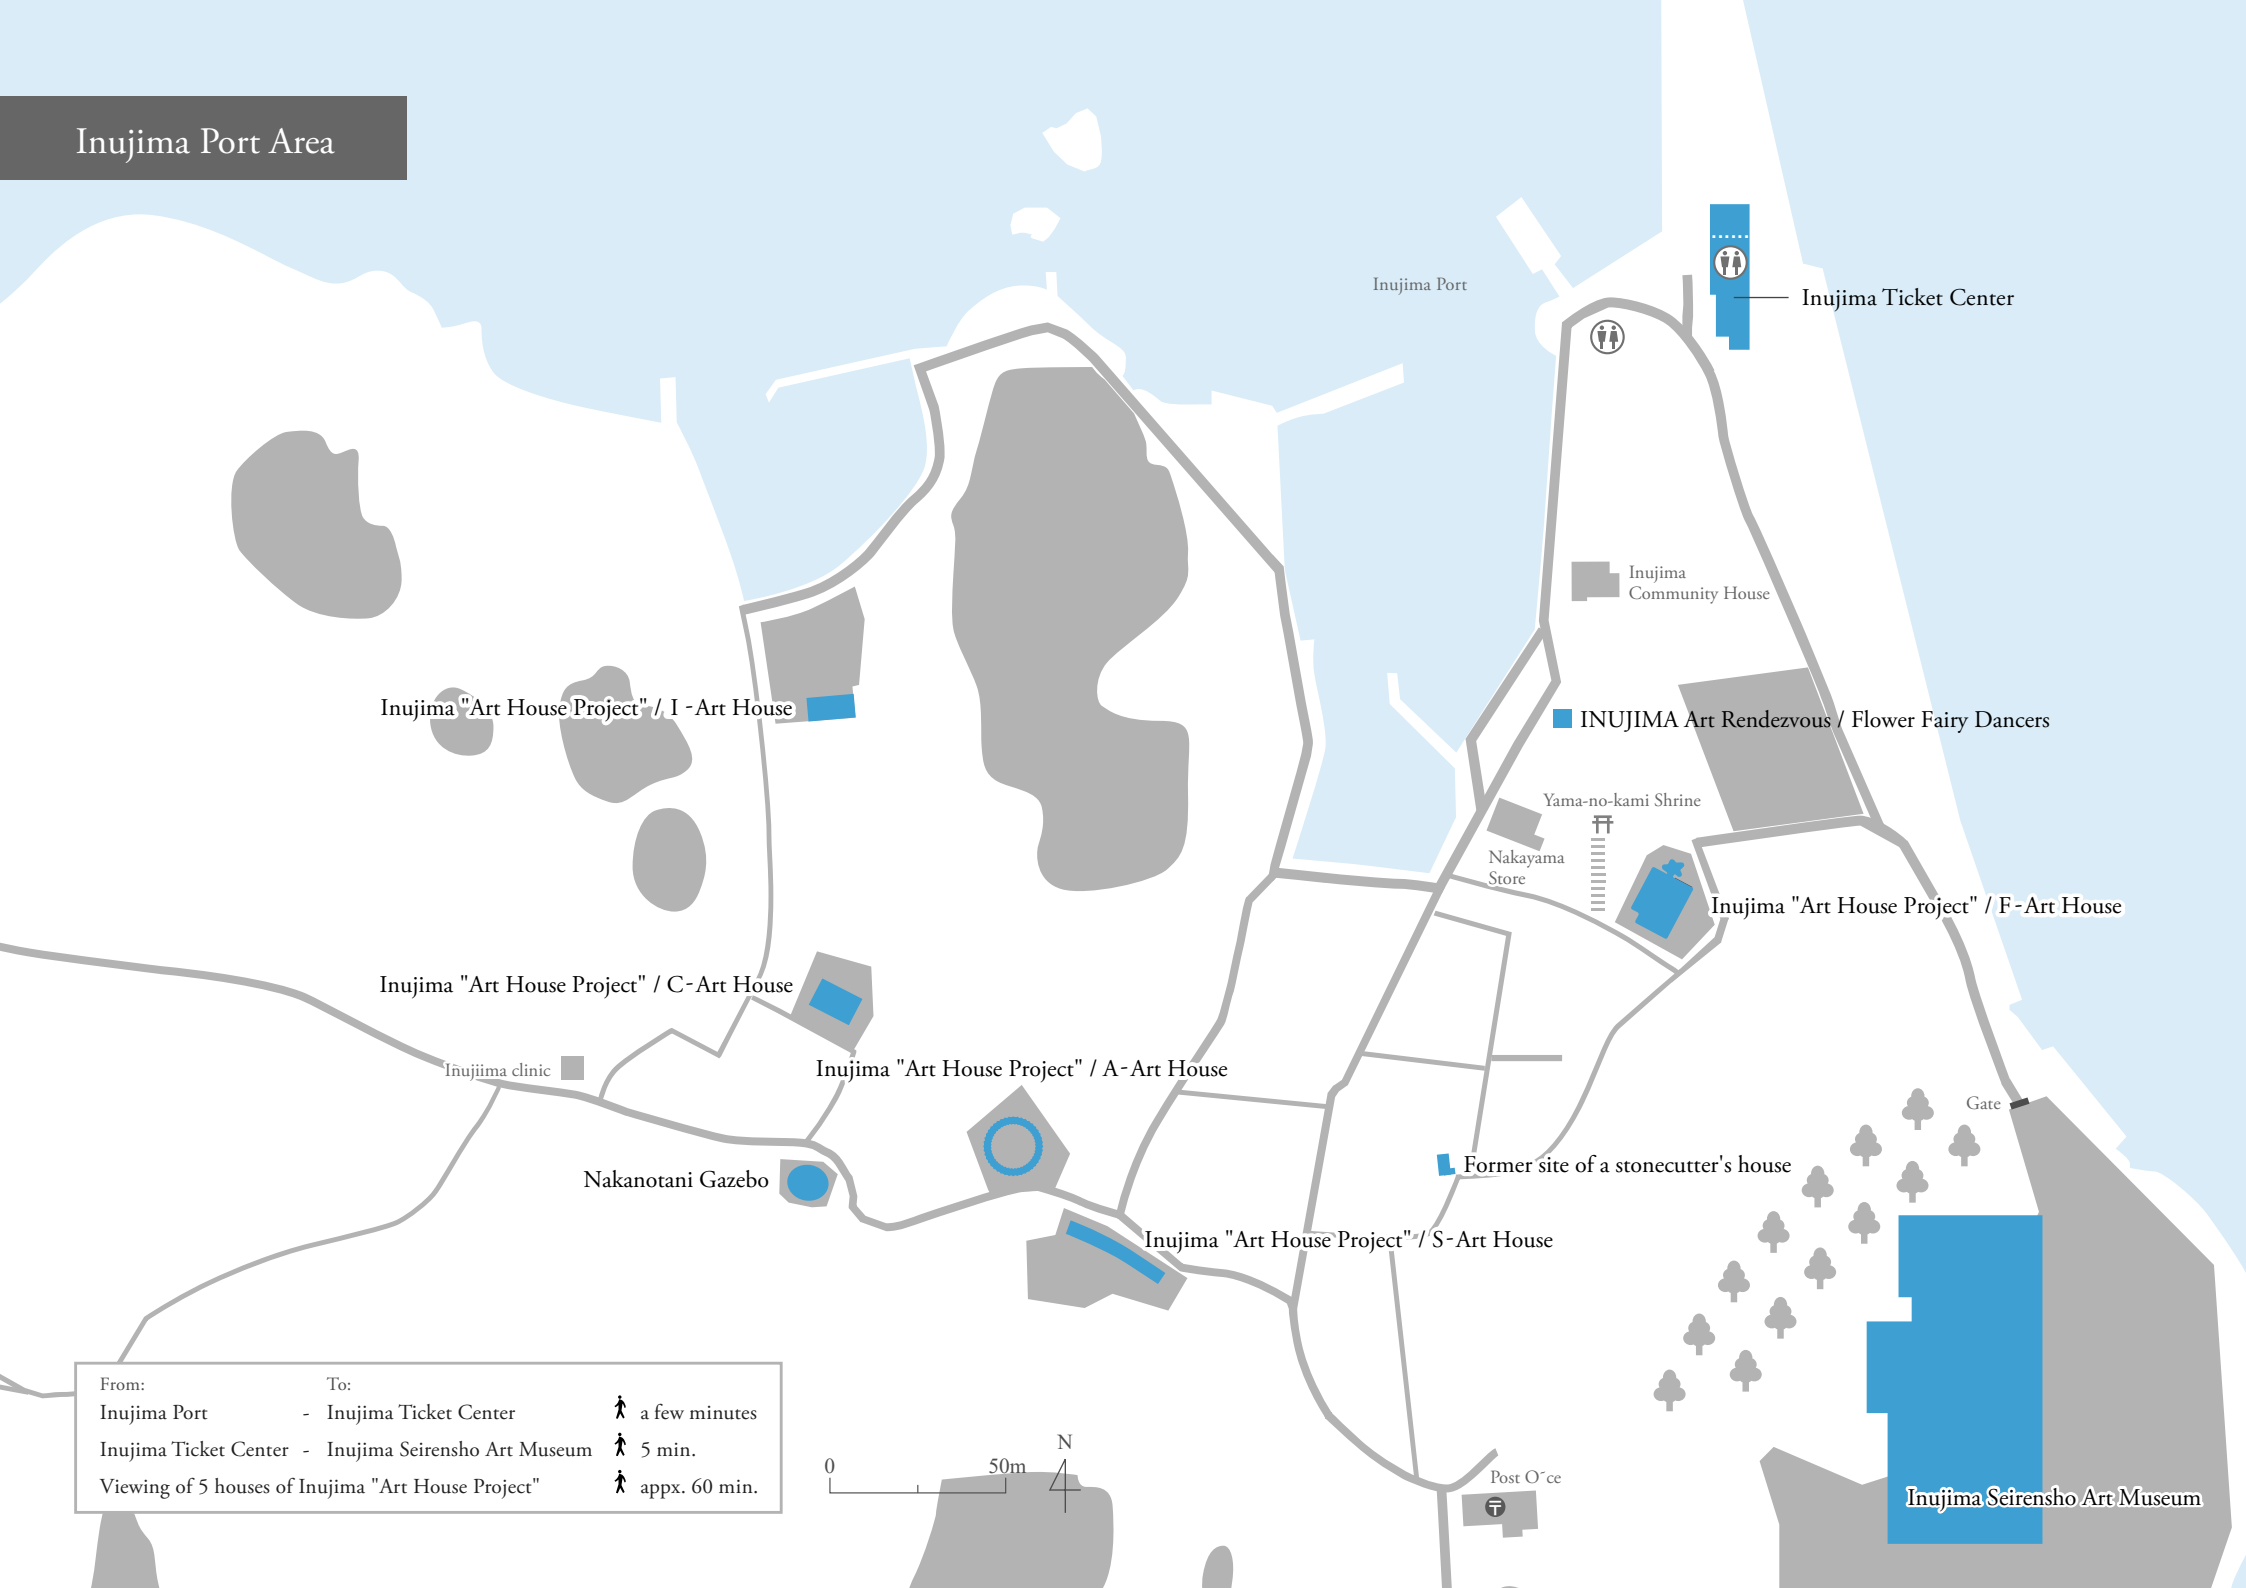 Inujima Port Area
Inujima Port
Inujima Ticket Center
Inujima
Community House
Inujima "Art House Project" / I -Art House
INUJIMA Art Rendezvous / Flower Fairy Dancers
Yama-no-kami Shrine
Nakayama
Store
Inujima "Art House Project" / F-Art House
Inujima "Art House Project" / C-Art House
Inujiima clinic
Inujima "Art House Project" / A-Art House
Gate
Nakanotani Gazebo
Former site of a stonecutter's house
Inujima "Art House Project" / S-Art House
From: To:
Inujima Port - Inujima Ticket Center a few minutes
Inujima Ticket Center - Inujima Seirensho Art Museum 5 min.
Viewing of 5 houses of Inujima "Art House Project" appx. 60 min.
N
0 50m
Post O´ce
〒
Inujima Seirensho Art Museum